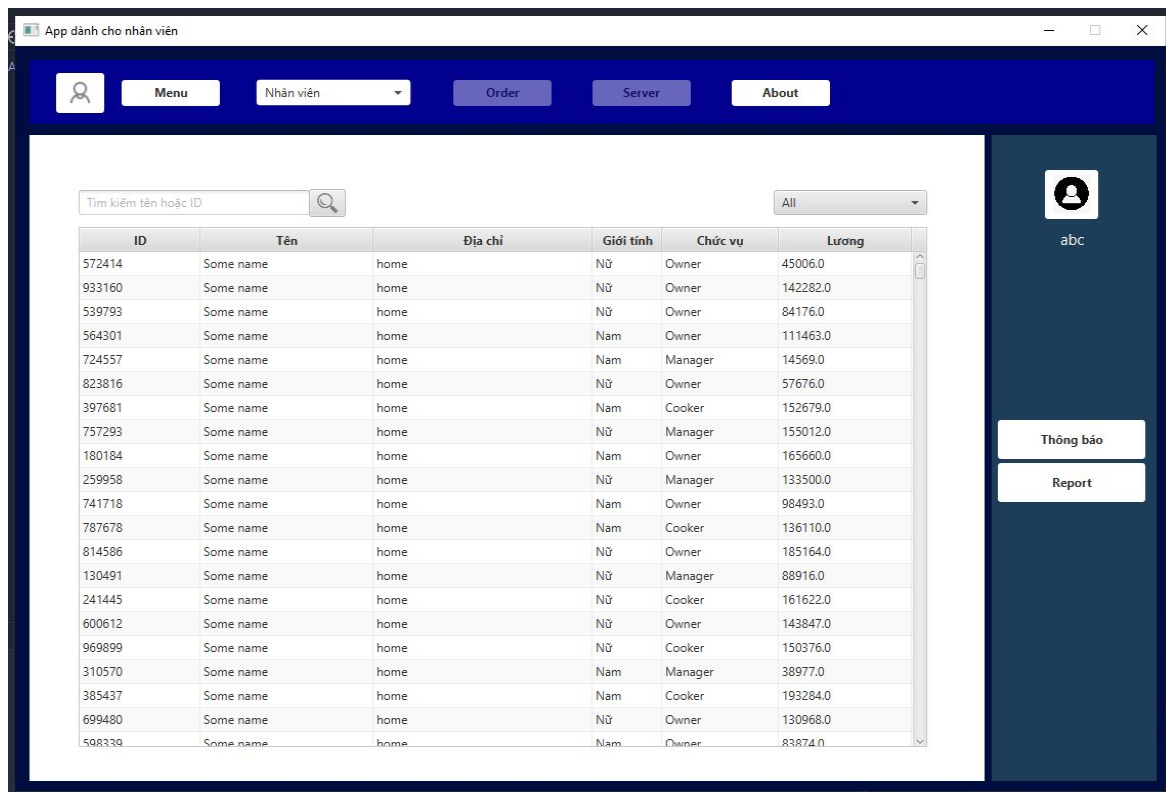 App dành cho nhân viên
Menu Nhân viên Order Server About
Tìm kiếm tên hoặc ID All
abc
ID Tên Địa chỉ Giới tính Chức vụ Lương
572414 Some name home Nữ Owner 45006.0
933160 Some name home Nữ Owner 142282.0
539793 Some name home Nữ Owner 84176.0
564301 Some name home Nam Owner 111463.0
724557 Some name home Nam Manager 14569.0
823816 Some name home Nữ Owner 57676.0
397681 Some name home Nam Cooker 152679.0
757293 Some name home Nữ Manager 155012.0
180184 Some name home Nam Owner 165660.0
259958 Some name home Nữ Manager 133500.0
741718 Some name home Nam Owner 98493.0
787678 Some name home Nam Cooker 136110.0
814586 Some name home Nữ Owner 185164.0
130491 Some name home Nữ Manager 88916.0
241445 Some name home Nữ Cooker 161622.0
600612 Some name home Nữ Owner 143847.0
969899 Some name home Nữ Cooker 150376.0
310570 Some name home Nam Manager 38977.0
385437 Some name home Nam Cooker 193284.0
699480 Some name home Nữ Owner 130968.0
598339 Some name home Nam Owner 83874.0
Thông báo
Report